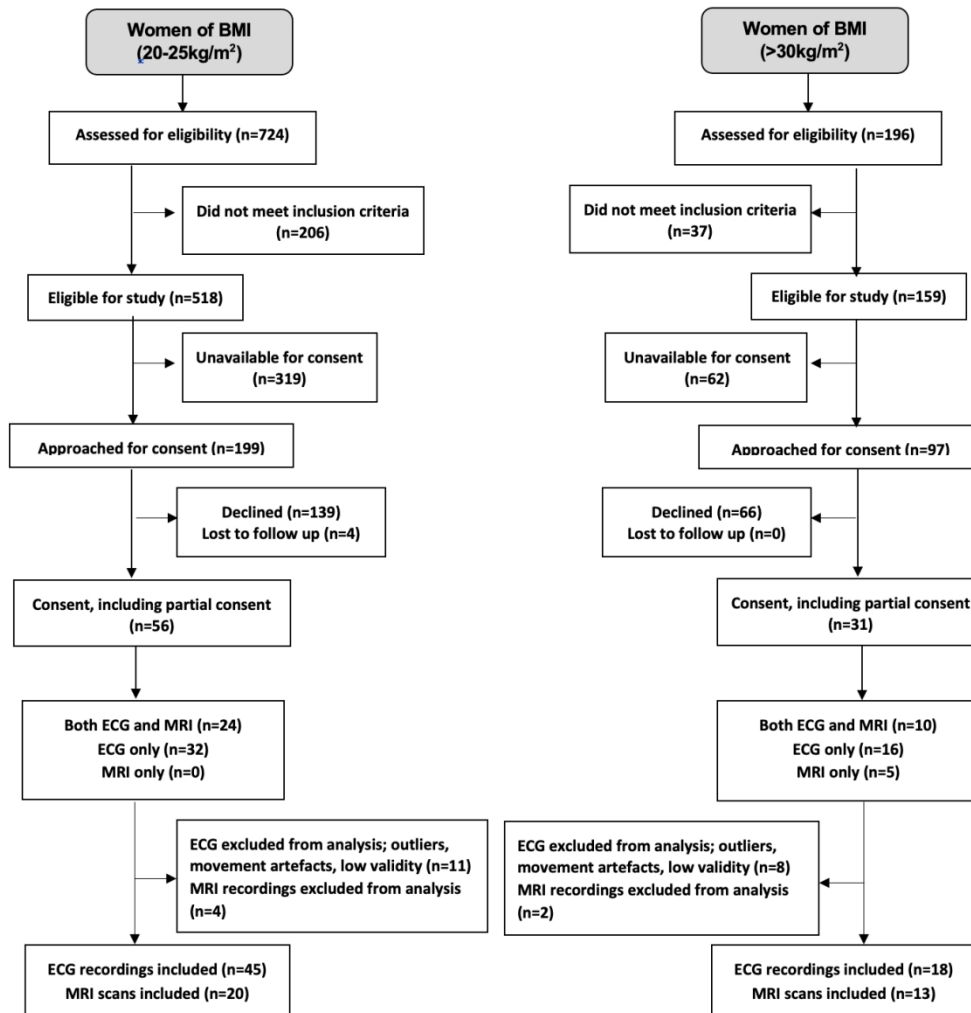 Women of BMI
(20-25kg/m²)
Assessed for eligibility (n=724)
Did not meet inclusion criteria
(n=206)
Eligible for study (n=518)
Unavailable for consent
(n=319)
Approached for consent (n=199)
Declined (n=139)
Lost to follow up (n=4)
Consent, including partial consent
(n=56)
Both ECG and MRI (n=24)
ECG only (n=32)
MRI only (n=0)
ECG excluded from analysis; outliers,
movement artefacts, low validity (n=11)
MRI recordings excluded from analysis
(n=4)
ECG recordings included (n=45)
MRI scans included (n=20)
Women of BMI
(>30kg/m²)
Assessed for eligibility (n=196)
Did not meet inclusion criteria
(n=37)
Eligible for study (n=159)
Unavailable for consent
(n=62)
Approached for consent (n=97)
Declined (n=66)
Lost to follow up (n=0)
Consent, including partial consent
(n=31)
Both ECG and MRI (n=10)
ECG only (n=16)
MRI only (n=5)
ECG excluded from analysis; outliers,
movement artefacts, low validity (n=8)
MRI recordings excluded from analysis
(n=2)
ECG recordings included (n=18)
MRI scans included (n=13)